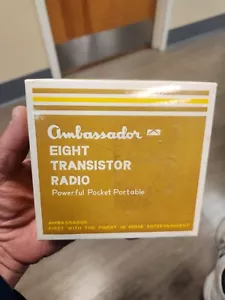 Ambassador
EIGHT
TRANSISTOR
RADIO
Powerful Pocket Portable
AMBASSADOR
FIRST WITH THE FINEST IN HOME ENTERTAINMENT